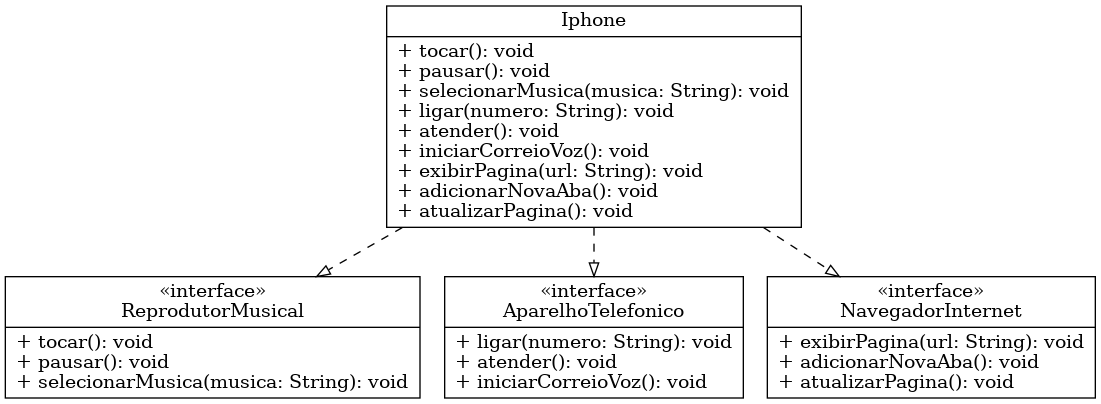 Iphone
+ tocar(): void
+ pausar(): void
+ selecionarMusica(musica: String): void
+ ligar(numero: String): void
+ atender(): void
+ iniciarCorreioVoz(): void
+ exibirPagina(url: String): void
+ adicionarNovaAba(): void
+ atualizarPagina(): void
«interface»
ReprodutorMusical
+ tocar(): void
+ pausar(): void
+ selecionarMusica(musica: String): void
«interface»
AparelhoTelefonico
+ ligar(numero: String): void
+ atender(): void
+ iniciarCorreioVoz(): void
«interface»
NavegadorInternet
+ exibirPagina(url: String): void
+ adicionarNovaAba(): void
+ atualizarPagina(): void